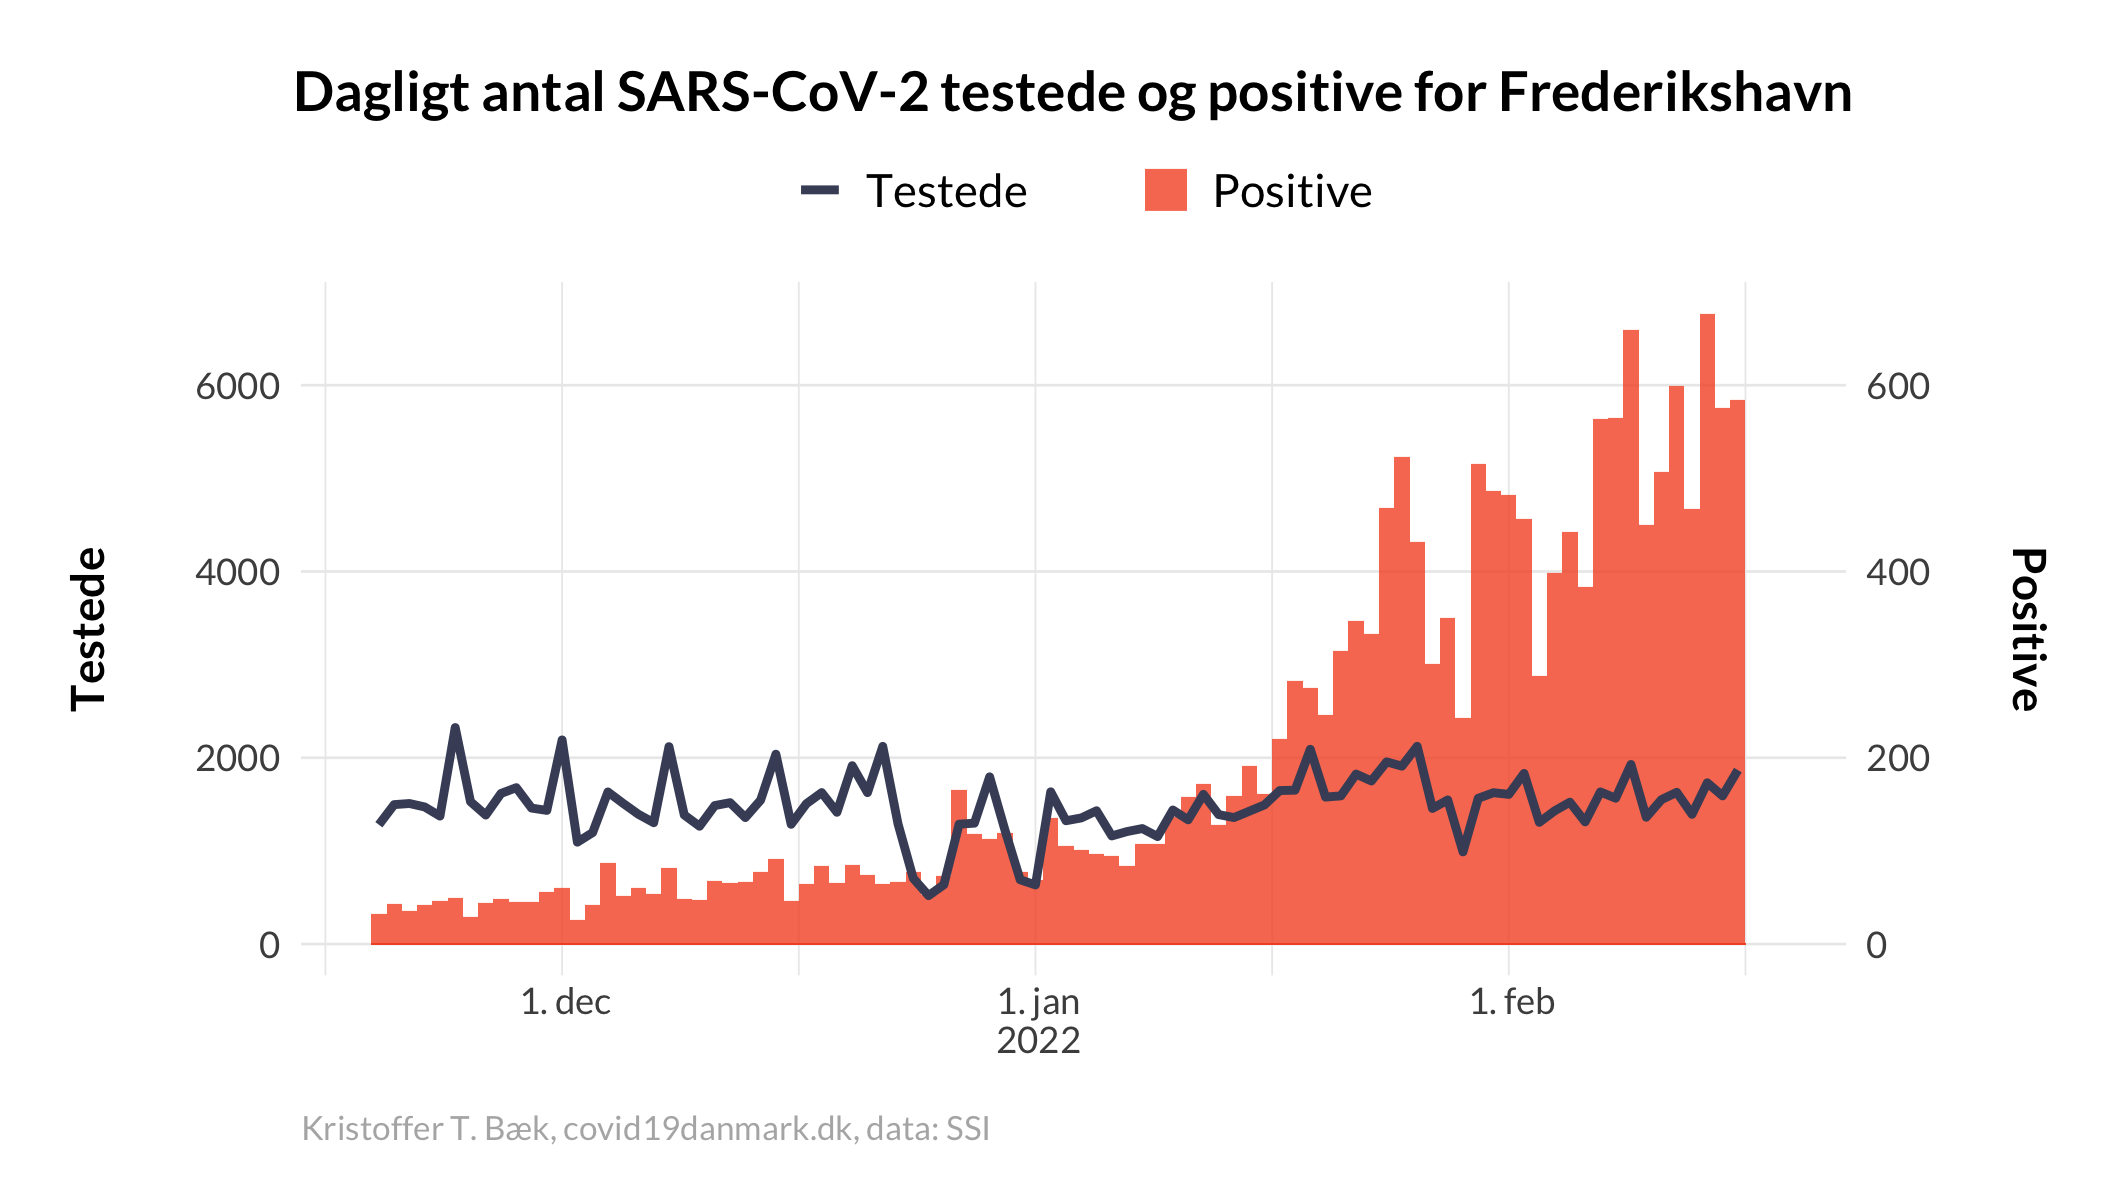 Dagligt antal SARS-CoV-2 testede og positive for Frederikshavn
Testede
Positive
6000
4000
2000
0
Testede
600
400
200
0
Positive
1. dec
1. jan
2022
1. feb
Kristoffer T. Bæk, covid19danmark.dk, data: SSI